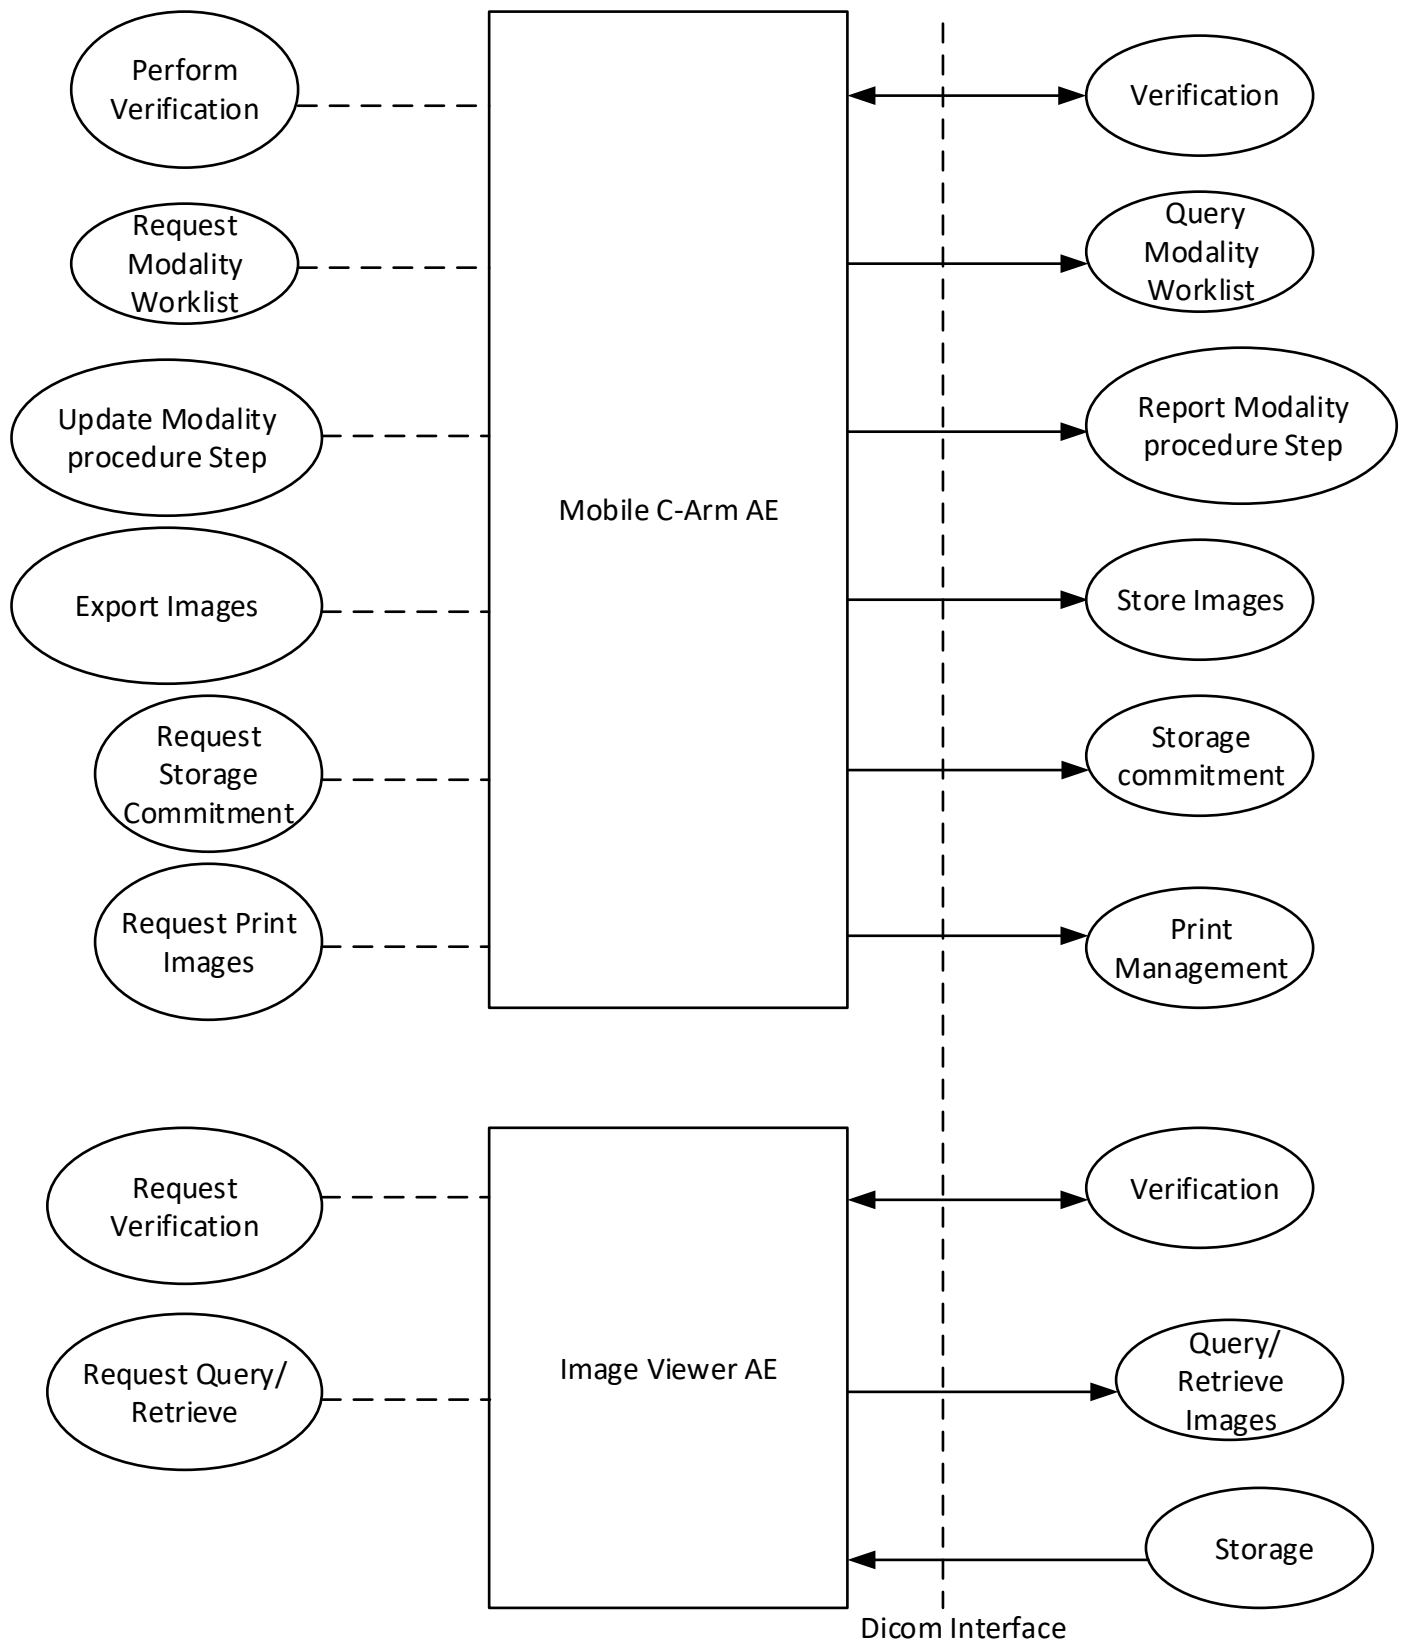 Perform
Verification
Verification
Request
Modality
Worklist
Query
Modality
Worklist
Update Modality
procedure Step
Report Modality
procedure Step
Mobile C-Arm AE
Export Images
Store Images
Request
Storage
Commitment
Storage
commitment
Request Print
Images
Print
Management
Request
Verification
Verification
Request Query/
Retrieve
Image Viewer AE
Query/
Retrieve
Images
Storage
Dicom Interface